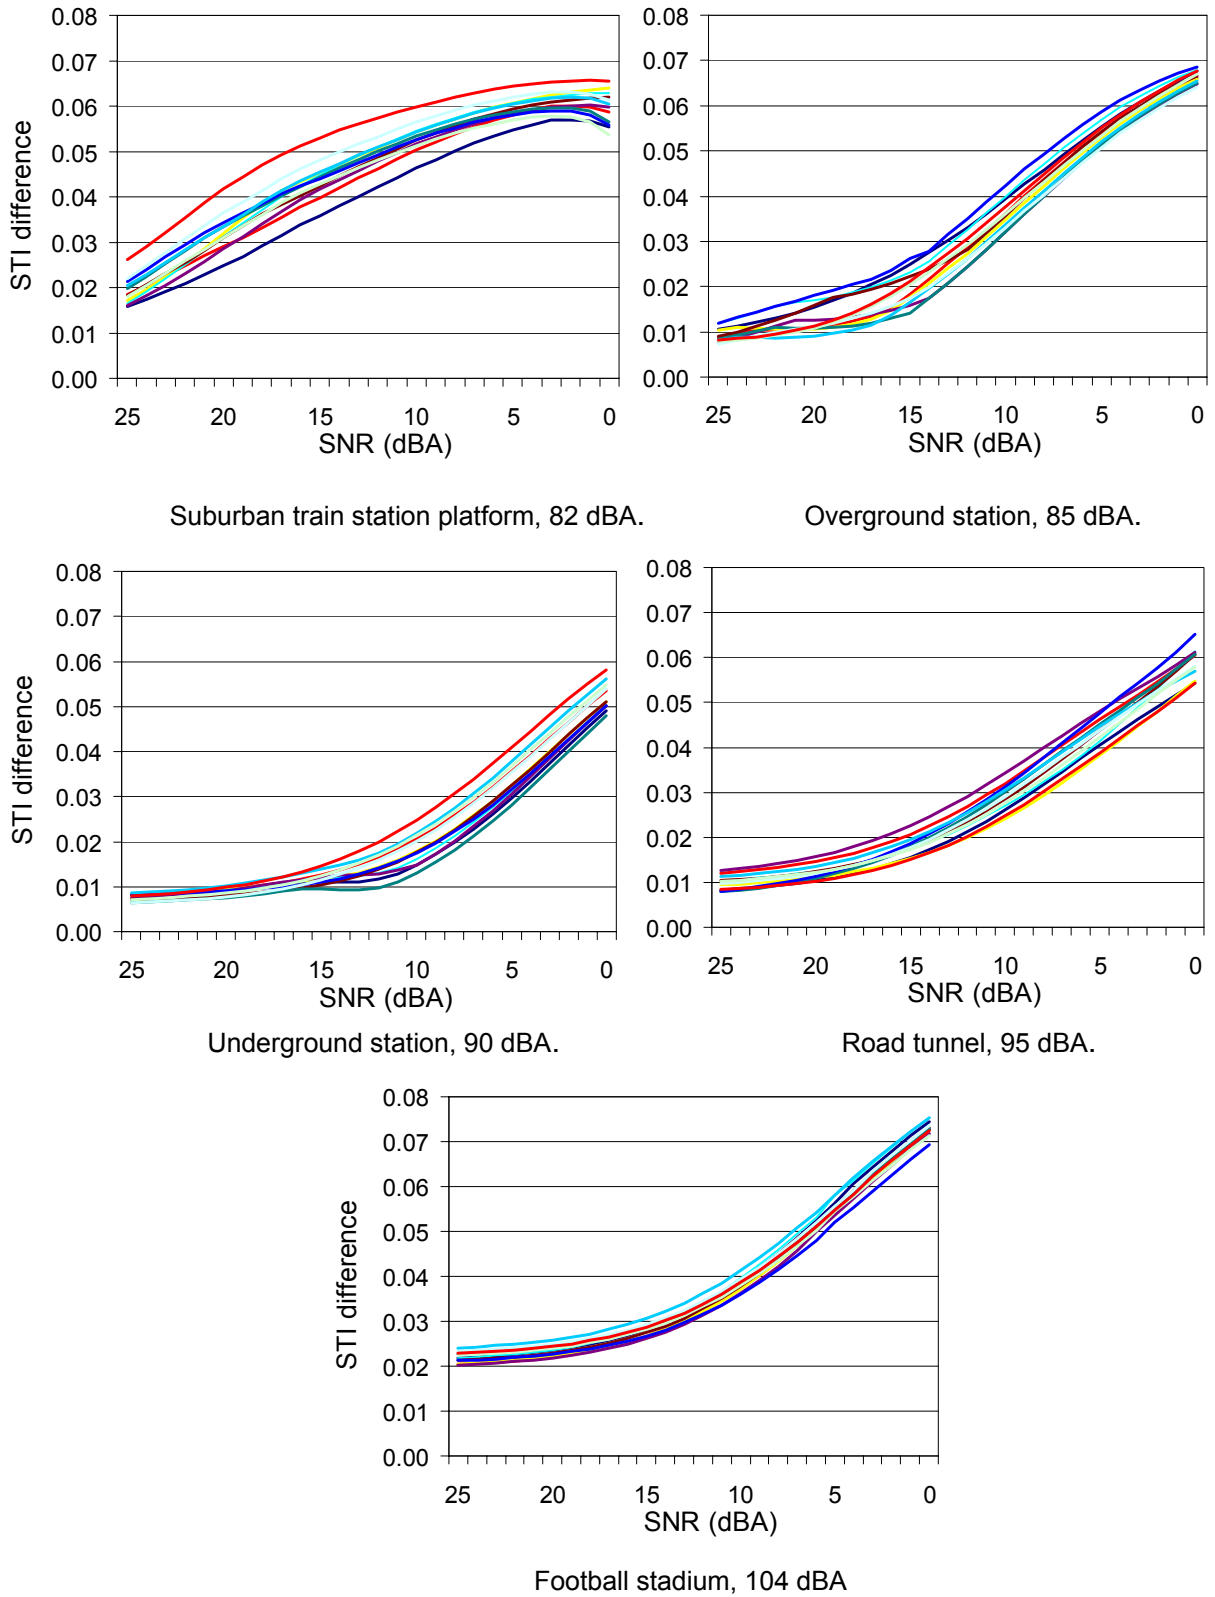 0.08
0.07
0.06
0.05
0.04
0.03
0.02
0.01
0.00
STI difference
25 20 15 10 5 0
SNR (dBA)
Suburban train station platform, 82 dBA.
0.08
0.07
0.06
0.05
0.04
0.03
0.02
0.01
0.00
25 20 15 10 5 0
SNR (dBA)
Overground station, 85 dBA.
0.08
0.07
0.06
0.05
0.04
0.03
0.02
0.01
0.00
STI difference
25 20 15 10 5 0
SNR (dBA)
Underground station, 90 dBA.
0.08
0.07
0.06
0.05
0.04
0.03
0.02
0.01
0.00
25 20 15 10 5 0
SNR (dBA)
Road tunnel, 95 dBA.
0.08
0.07
0.06
0.05
0.04
0.03
0.02
0.01
0.00
STI difference
25 20 15 10 5 0
SNR (dBA)
Football stadium, 104 dBA